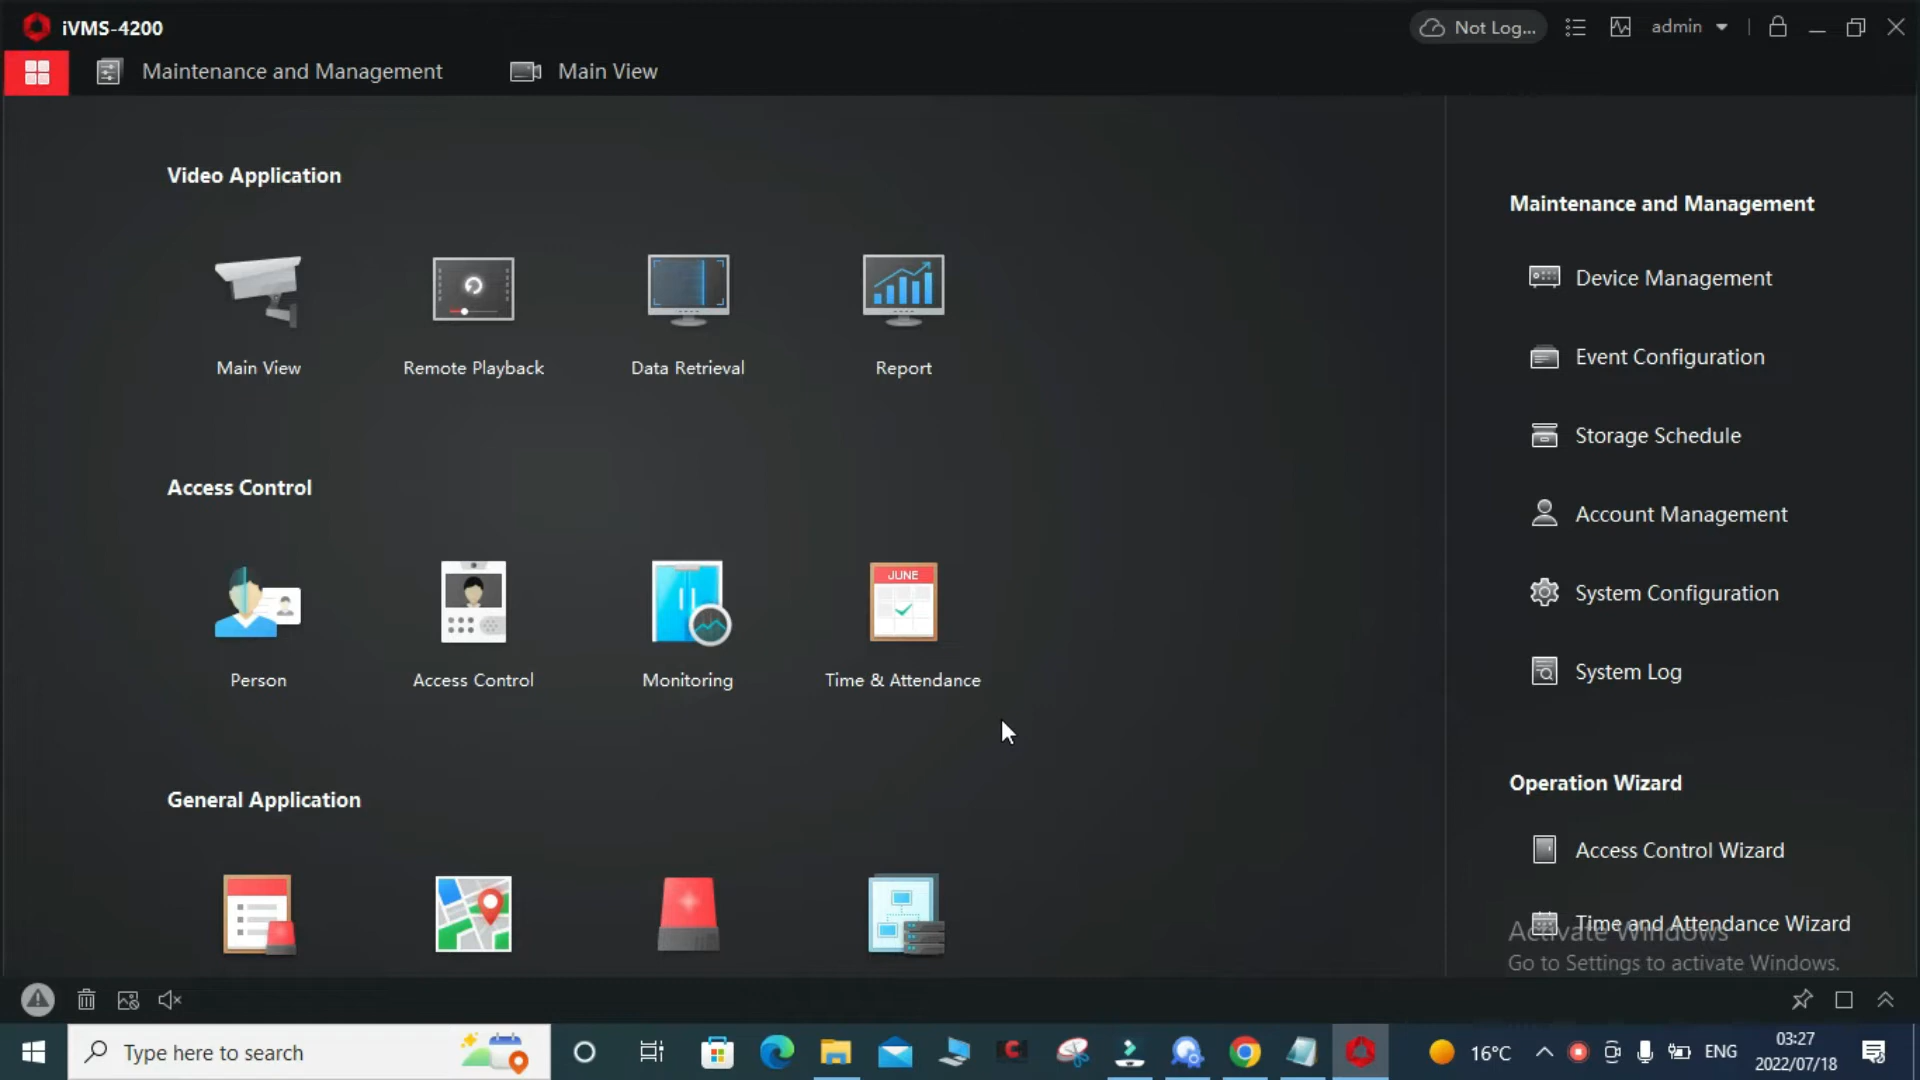 iVMS-4200
Not Log...
admin
Maintenance and Management
Main View
Video Application
Main View
Remote Playback
Data Retrieval
Report
Access Control
Person
Access Control
Monitoring
JUNE
Time & Attendance
General Application
Maintenance and Management
Device Management
Event Configuration
Storage Schedule
Account Management
System Configuration
System Log
Operation Wizard
Access Control Wizard
Time and Attendance Wizard
Activate Windows
Go to Settings to activate Windows.
Type here to search
16°C
ENG
03:27
2022/07/18